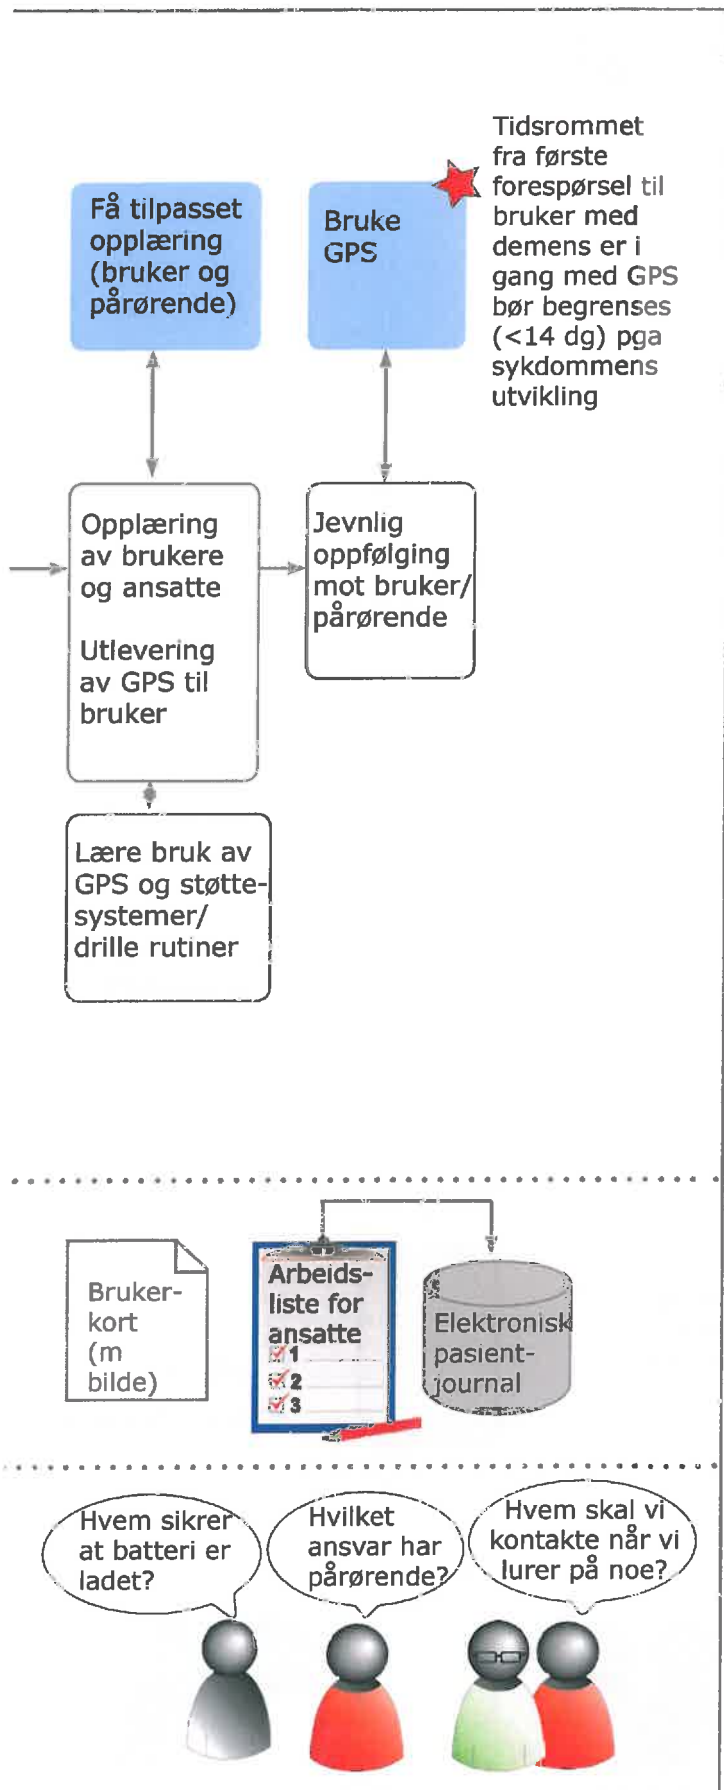 Få tilpasset
opplæring
(bruker og
pårørende)
Bruke
GPS
Tidsrommet
fra første
forespørsel til
bruker med
demens er i
gang med GPS
bør begrenses
(<14 dg) pga
sykdommens
utvikling
Opplæring
av brukere
og ansatte
Utlevering
av GPS til
bruker
Jevnlig
oppfølging
mot bruker/
pårørende
Lære bruk av
GPS og støtte-
systemer/
drille rutiner
Bruker-
kort
(m
bilde)
Arbeids-
liste for
ansatte
1
2
3
Elektronisk
pasient-
journal
Hvem sikrer
at batteri er
ladet?
Hvilket
ansvar har
pårørende?
Hvem skal vi
kontakte når vi
lurer på noe?